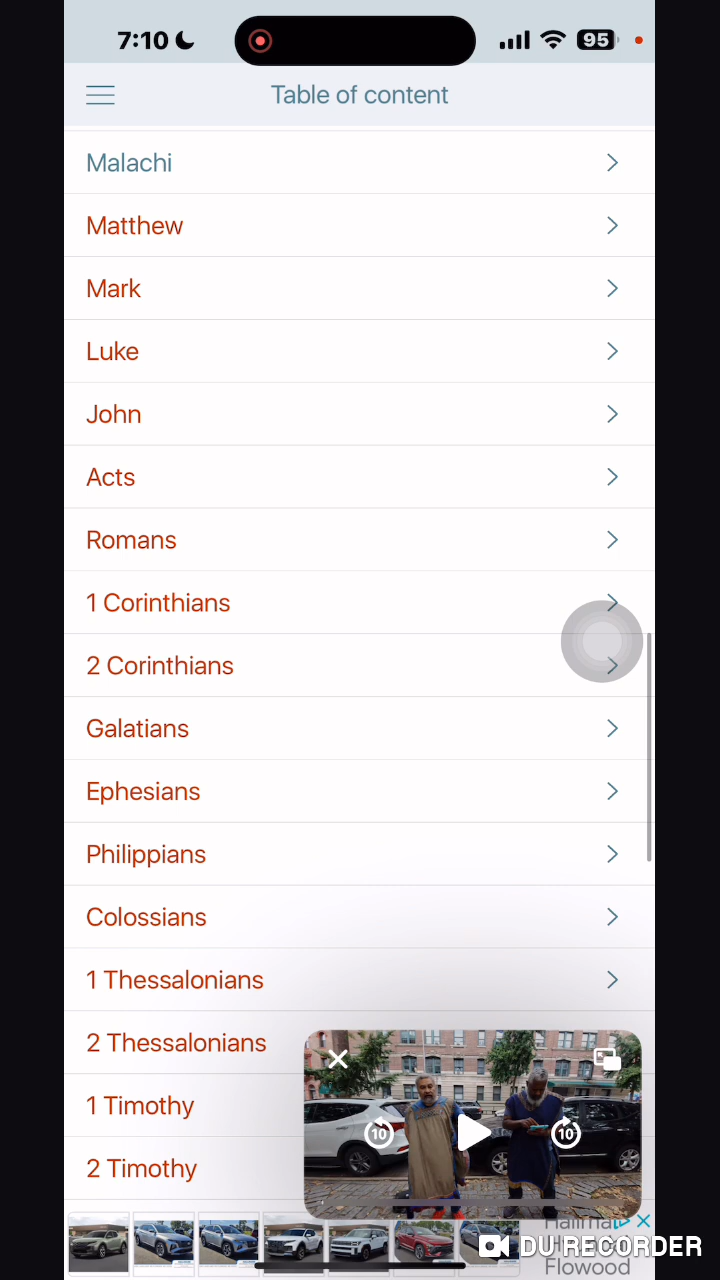 7:10
95
Table of content
Malachi
Matthew
Mark
Luke
John
Acts
Romans
1 Corinthians
2 Corinthians
Galatians
Ephesians
Philippians
Colossians
1 Thessalonians
2 Thessalonians
1 Timothy
2 Timothy
10
10
Flowood
DU RECORDER